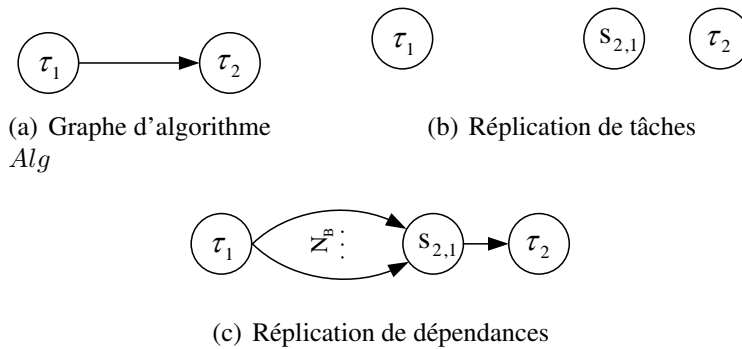 τ1 τ2
τ1 s2,1 τ2
(a) Graphe d'algorithme
Alg
(b) Réplication de tâches
τ1 NB ... s2,1 τ2
(c) Réplication de dépendances